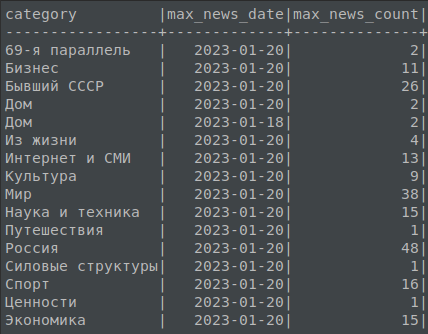 category         |max_news_date|max_news_count|
-----------------+-------------+--------------+
69-я параллель   |   2023-01-20|             2|
Бизнес           |   2023-01-20|            11|
Бывший СССР      |   2023-01-20|            26|
Дом              |   2023-01-20|             2|
Дом              |   2023-01-18|             2|
Из жизни         |   2023-01-20|             4|
Интернет и СМИ   |   2023-01-20|            13|
Культура         |   2023-01-20|             9|
Мир              |   2023-01-20|            38|
Наука и техника  |   2023-01-20|            15|
Путешествия      |   2023-01-20|             1|
Россия           |   2023-01-20|            48|
Силовые структуры|   2023-01-20|             1|
Спорт            |   2023-01-20|            16|
Ценности         |   2023-01-20|             1|
Экономика        |   2023-01-20|            15|